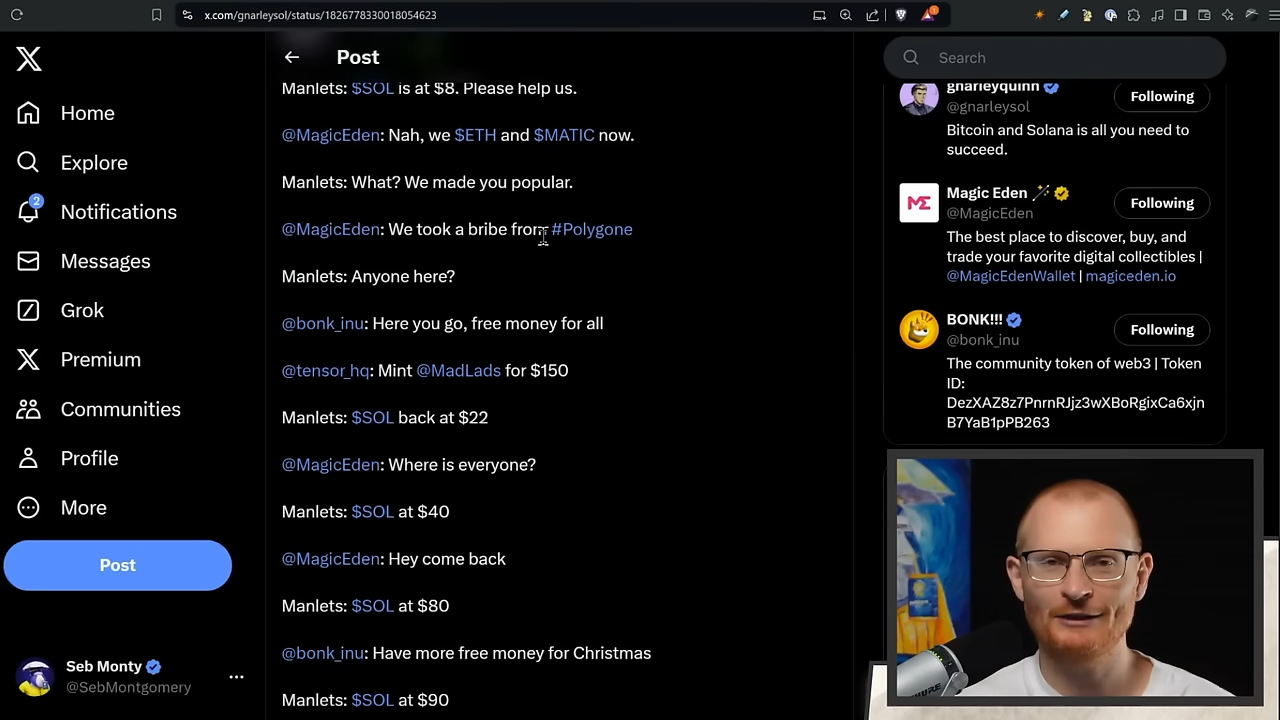 x.com/gnarleysol/status/1826778330018054623
Home
Explore
2
Notifications
Messages
Grok
Premium
Communities
Profile
More
Post
Seb Monty
@SebMontgomery
Post
Manlets: $SOL is at $8. Please help us.
@MagicEden: Nah, we $ETH and $MATIC now.
Manlets: What? We made you popular.
@MagicEden: We took a bribe from #Polygone
Manlets: Anyone here?
@bonk_inu: Here you go, free money for all
@tensor_hq: Mint @MadLads for $150
Manlets: $SOL back at $22
@MagicEden: Where is everyone?
Manlets: $SOL at $40
@MagicEden: Hey come back
Manlets: $SOL at $80
@bonk_inu: Have more free money for Christmas
Manlets: $SOL at $90
Search
gnarleyquinn
@gnarleysol
Following
Bitcoin and Solana is all you need to
succeed.
Magic Eden
@MagicEden
Following
The best place to discover, buy, and
trade your favorite digital collectibles |
@MagicEdenWallet | magiceden.io
BONK!!!
@bonk_inu
Following
The community token of web3 | Token
ID:
DezXAZ8z7PnrnRJjz3wXBoRgixCa6xjn
B7YaB1pPB263